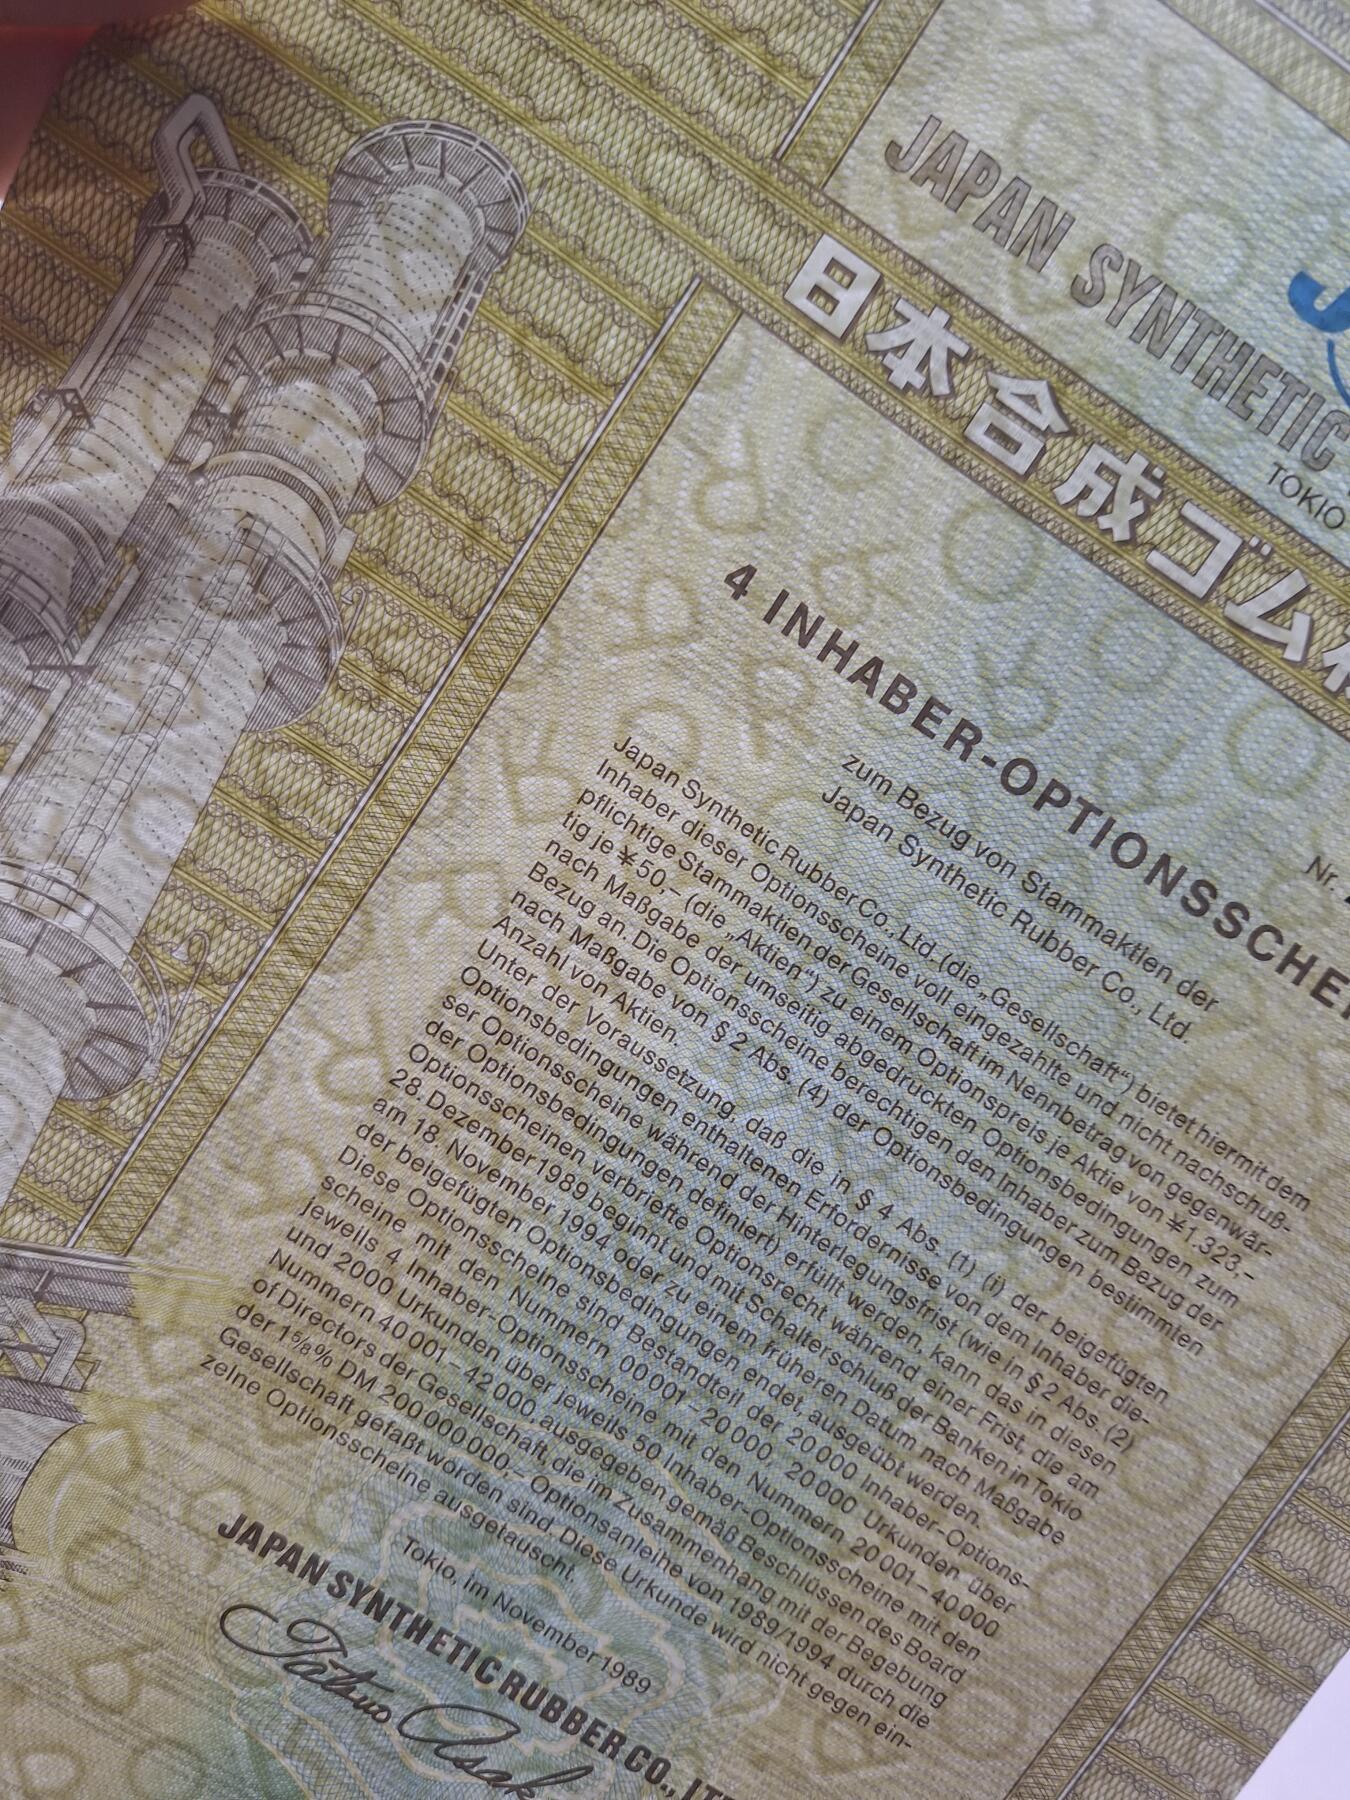 JAPAN SYNTHETIC
TOKIO
日本合成ゴム
Nr.
4 INHABER-OPTIONSSCHE
zum Bezug von Stammaktien der
Japan Synthetic Rubber Co., Ltd.
Japan Synthetic Rubber Co., Ltd. (die „Gesellschaft“) bietet hiermit dem
Inhaber dieser Optionsscheine voll eingezahlte und nicht nachschuß-
pflichtige Stammaktien der Gesellschaft im Nennbetrag von gegenwär-
tig je ¥ 50,– (die „Aktien“) zu einem Optionspreis je Aktie von ¥ 1.323,–
nach Maßgabe der umseitig abgedruckten Optionsbedingungen zum
Bezug an. Die Optionsscheine berechtigen den Inhaber zum Bezug der
nach Maßgabe von § 2 Abs. (4) der Optionsbedingungen bestimmten
Anzahl von Aktien.
Unter der Voraussetzung, daß die in § 4 Abs. (1) (i) der beigefügten
Optionsbedingungen enthaltenen Erfordernisse von dem Inhaber die-
ser Optionsscheine während der Hinterlegungsfrist (wie in § 2 Abs. (2)
der Optionsbedingungen definiert) erfüllt werden, kann das in diesen
Optionsscheinen verbriefte Optionsrecht während einer Frist, die am
28. Dezember 1989 beginnt und mit Schalterschluß der Banken in Tokio
am 18. November 1994 oder zu einem früheren Datum nach Maßgabe
der beigefügten Optionsbedingungen endet, ausgeübt werden.
Diese Optionsscheine sind Bestandteil der 20 000 Inhaber-Options-
scheine mit den Nummern 00 001 – 20 000, 20 000 Urkunden über
jeweils 4 Inhaber-Optionsscheine mit den Nummern 20 001 – 40 000
und 2000 Urkunden über jeweils 50 Inhaber-Optionsscheine mit den
Nummern 40 001 – 42 000, ausgegeben gemäß Beschlüssen des Board
of Directors der Gesellschaft, die im Zusammenhang mit der Begebung
der 1⅝% DM 200.000.000,– Optionsanleihe von 1989/1994 durch die
Gesellschaft gefaßt worden sind. Diese Urkunde wird nicht gegen ein-
zelne Optionsscheine ausgetauscht.
Tokio, im November 1989
JAPAN SYNTHETIC RUBBER CO., LT